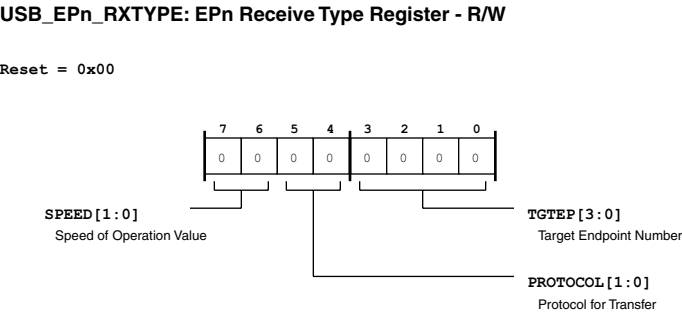 USB_EPn_RXTYPE: EPn Receive Type Register - R/W
Reset = 0x00
7 6 5 4 3 2 1 0
0 0 0 0 0 0 0 0
SPEED[1:0]
Speed of Operation Value
TGTEP[3:0]
Target Endpoint Number
PROTOCOL[1:0]
Protocol for Transfer